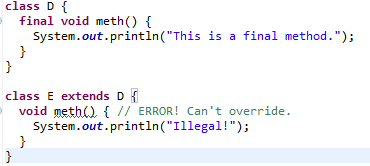 class D {
  final void meth() {
    System.out.println("This is a final method.");
  }
}
class E extends D {
  void meth() { // ERROR! Can't override.
    System.out.println("Illegal!");
  }
}